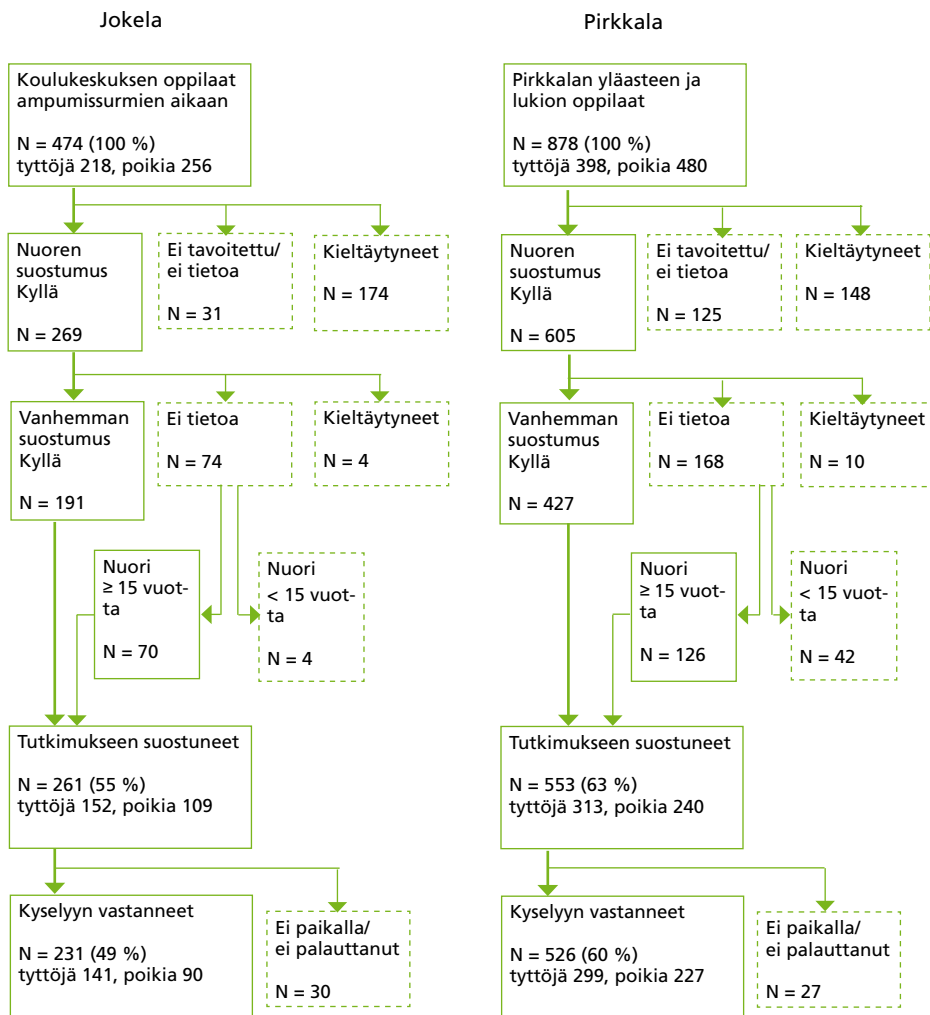 Jokela
Koulukeskuksen oppilaat
ampumissurmien aikaan
N = 474 (100 %)
tyttöjä 218, poikia 256
Nuoren
suostumus
Kyllä
N = 269
Ei tavoitettu/
ei tietoa
N = 31
Kieltäytyneet
N = 174
Vanhemman
suostumus
Kyllä
N = 191
Ei tietoa
N = 74
Kieltäytyneet
N = 4
Nuori
≥ 15 vuot-
ta
N = 70
Nuori
< 15 vuot-
ta
N = 4
Tutkimukseen suostuneet
N = 261 (55 %)
tyttöjä 152, poikia 109
Kyselyyn vastanneet
N = 231 (49 %)
tyttöjä 141, poikia 90
Ei paikalla/
ei palauttanut
N = 30
Pirkkala
Pirkkalan yläasteen ja
lukion oppilaat
N = 878 (100 %)
tyttöjä 398, poikia 480
Nuoren
suostumus
Kyllä
N = 605
Ei tavoitettu/
ei tietoa
N = 125
Kieltäytyneet
N = 148
Vanhemman
suostumus
Kyllä
N = 427
Ei tietoa
N = 168
Kieltäytyneet
N = 10
Nuori
≥ 15 vuot-
ta
N = 126
Nuori
< 15 vuot-
ta
N = 42
Tutkimukseen suostuneet
N = 553 (63 %)
tyttöjä 313, poikia 240
Kyselyyn vastanneet
N = 526 (60 %)
tyttöjä 299, poikia 227
Ei paikalla/
ei palauttanut
N = 27